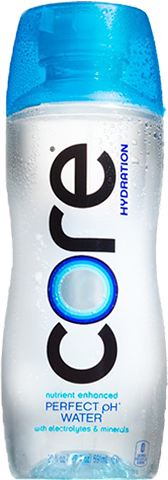 core
HYDRATION
nutrient enhanced
PERFECT pH
WATER
with electrolytes & minerals